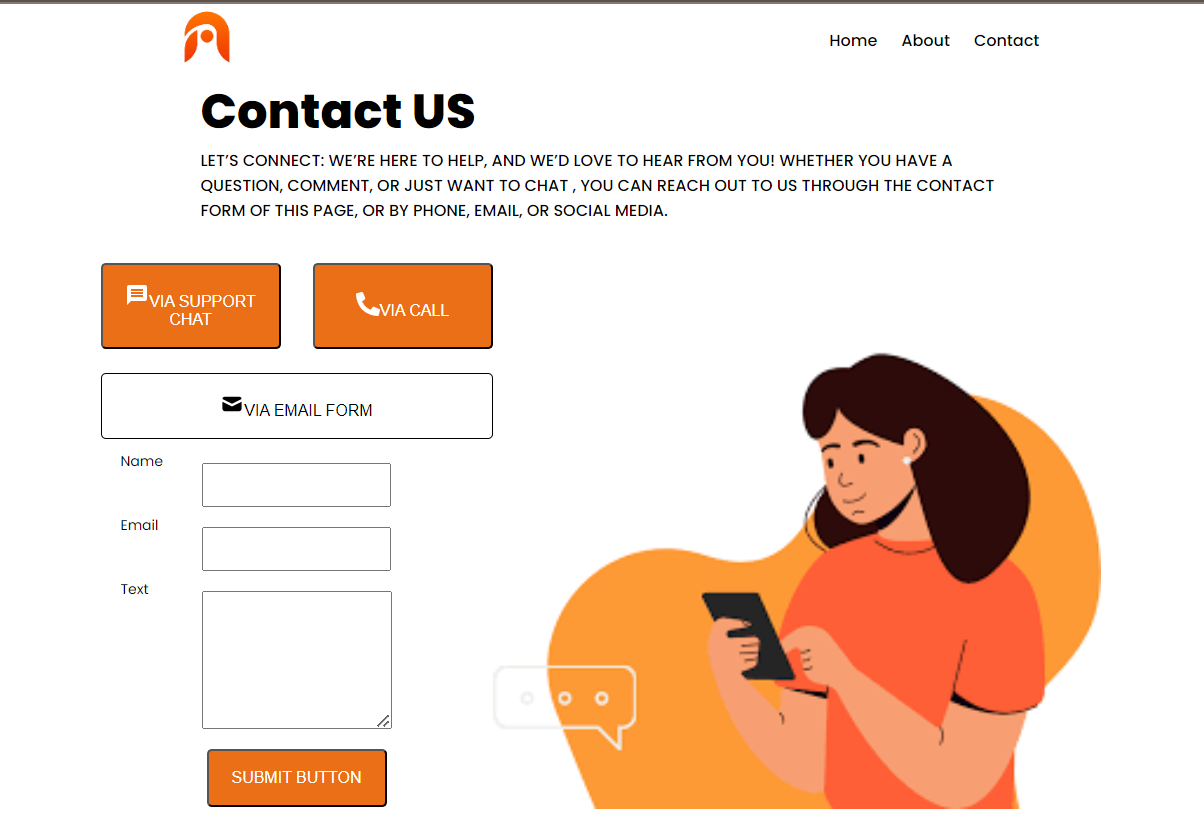 Home About Contact
Contact US
LET’S CONNECT: WE’RE HERE TO HELP, AND WE’D LOVE TO HEAR FROM YOU! WHETHER YOU HAVE A
QUESTION, COMMENT, OR JUST WANT TO CHAT , YOU CAN REACH OUT TO US THROUGH THE CONTACT
FORM OF THIS PAGE, OR BY PHONE, EMAIL, OR SOCIAL MEDIA.
VIA SUPPORT
CHAT
VIA CALL
VIA EMAIL FORM
Name
Email
Text
SUBMIT BUTTON